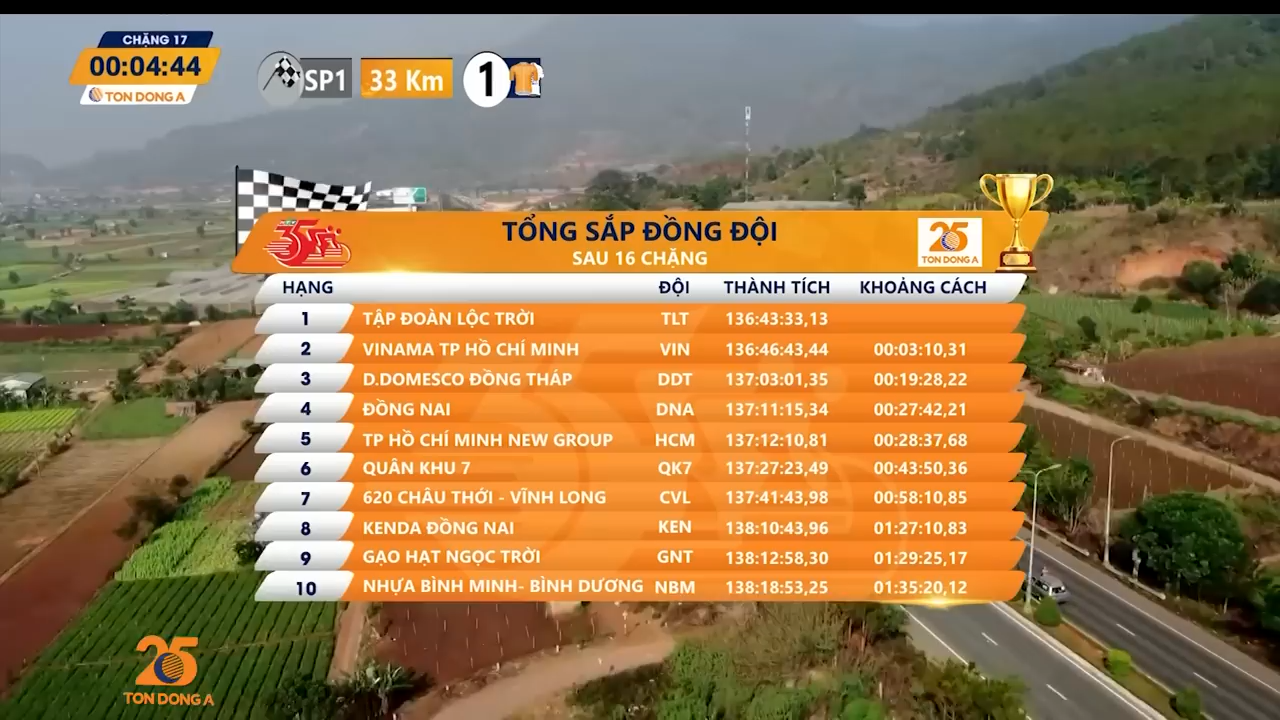 CHẶNG 17
00:04:44
TON DONG A
SP1 33 Km 1
TỔNG SẮP ĐỒNG ĐỘI
SAU 16 CHẶNG
25
TON DONG A
HẠNG ĐỘI THÀNH TÍCH KHOẢNG CÁCH
1 TẬP ĐOÀN LỘC TRỜI TLT 136:43:33,13
2 VINAMA TP HỒ CHÍ MINH VIN 136:46:43,44 00:03:10,31
3 D.DOMESCO ĐỒNG THÁP DDT 137:03:01,35 00:19:28,22
4 ĐỒNG NAI DNA 137:11:15,34 00:27:42,21
5 TP HỒ CHÍ MINH NEW GROUP HCM 137:12:10,81 00:28:37,68
6 QUÂN KHU 7 QK7 137:27:23,49 00:43:50,36
7 620 CHÂU THỚI - VĨNH LONG CVL 137:41:43,98 00:58:10,85
8 KENDA ĐỒNG NAI KEN 138:10:43,96 01:27:10,83
9 GẠO HẠT NGỌC TRỜI GNT 138:12:58,30 01:29:25,17
10 NHỰA BÌNH MINH- BÌNH DƯƠNG NBM 138:18:53,25 01:35:20,12
25
TON DONG A